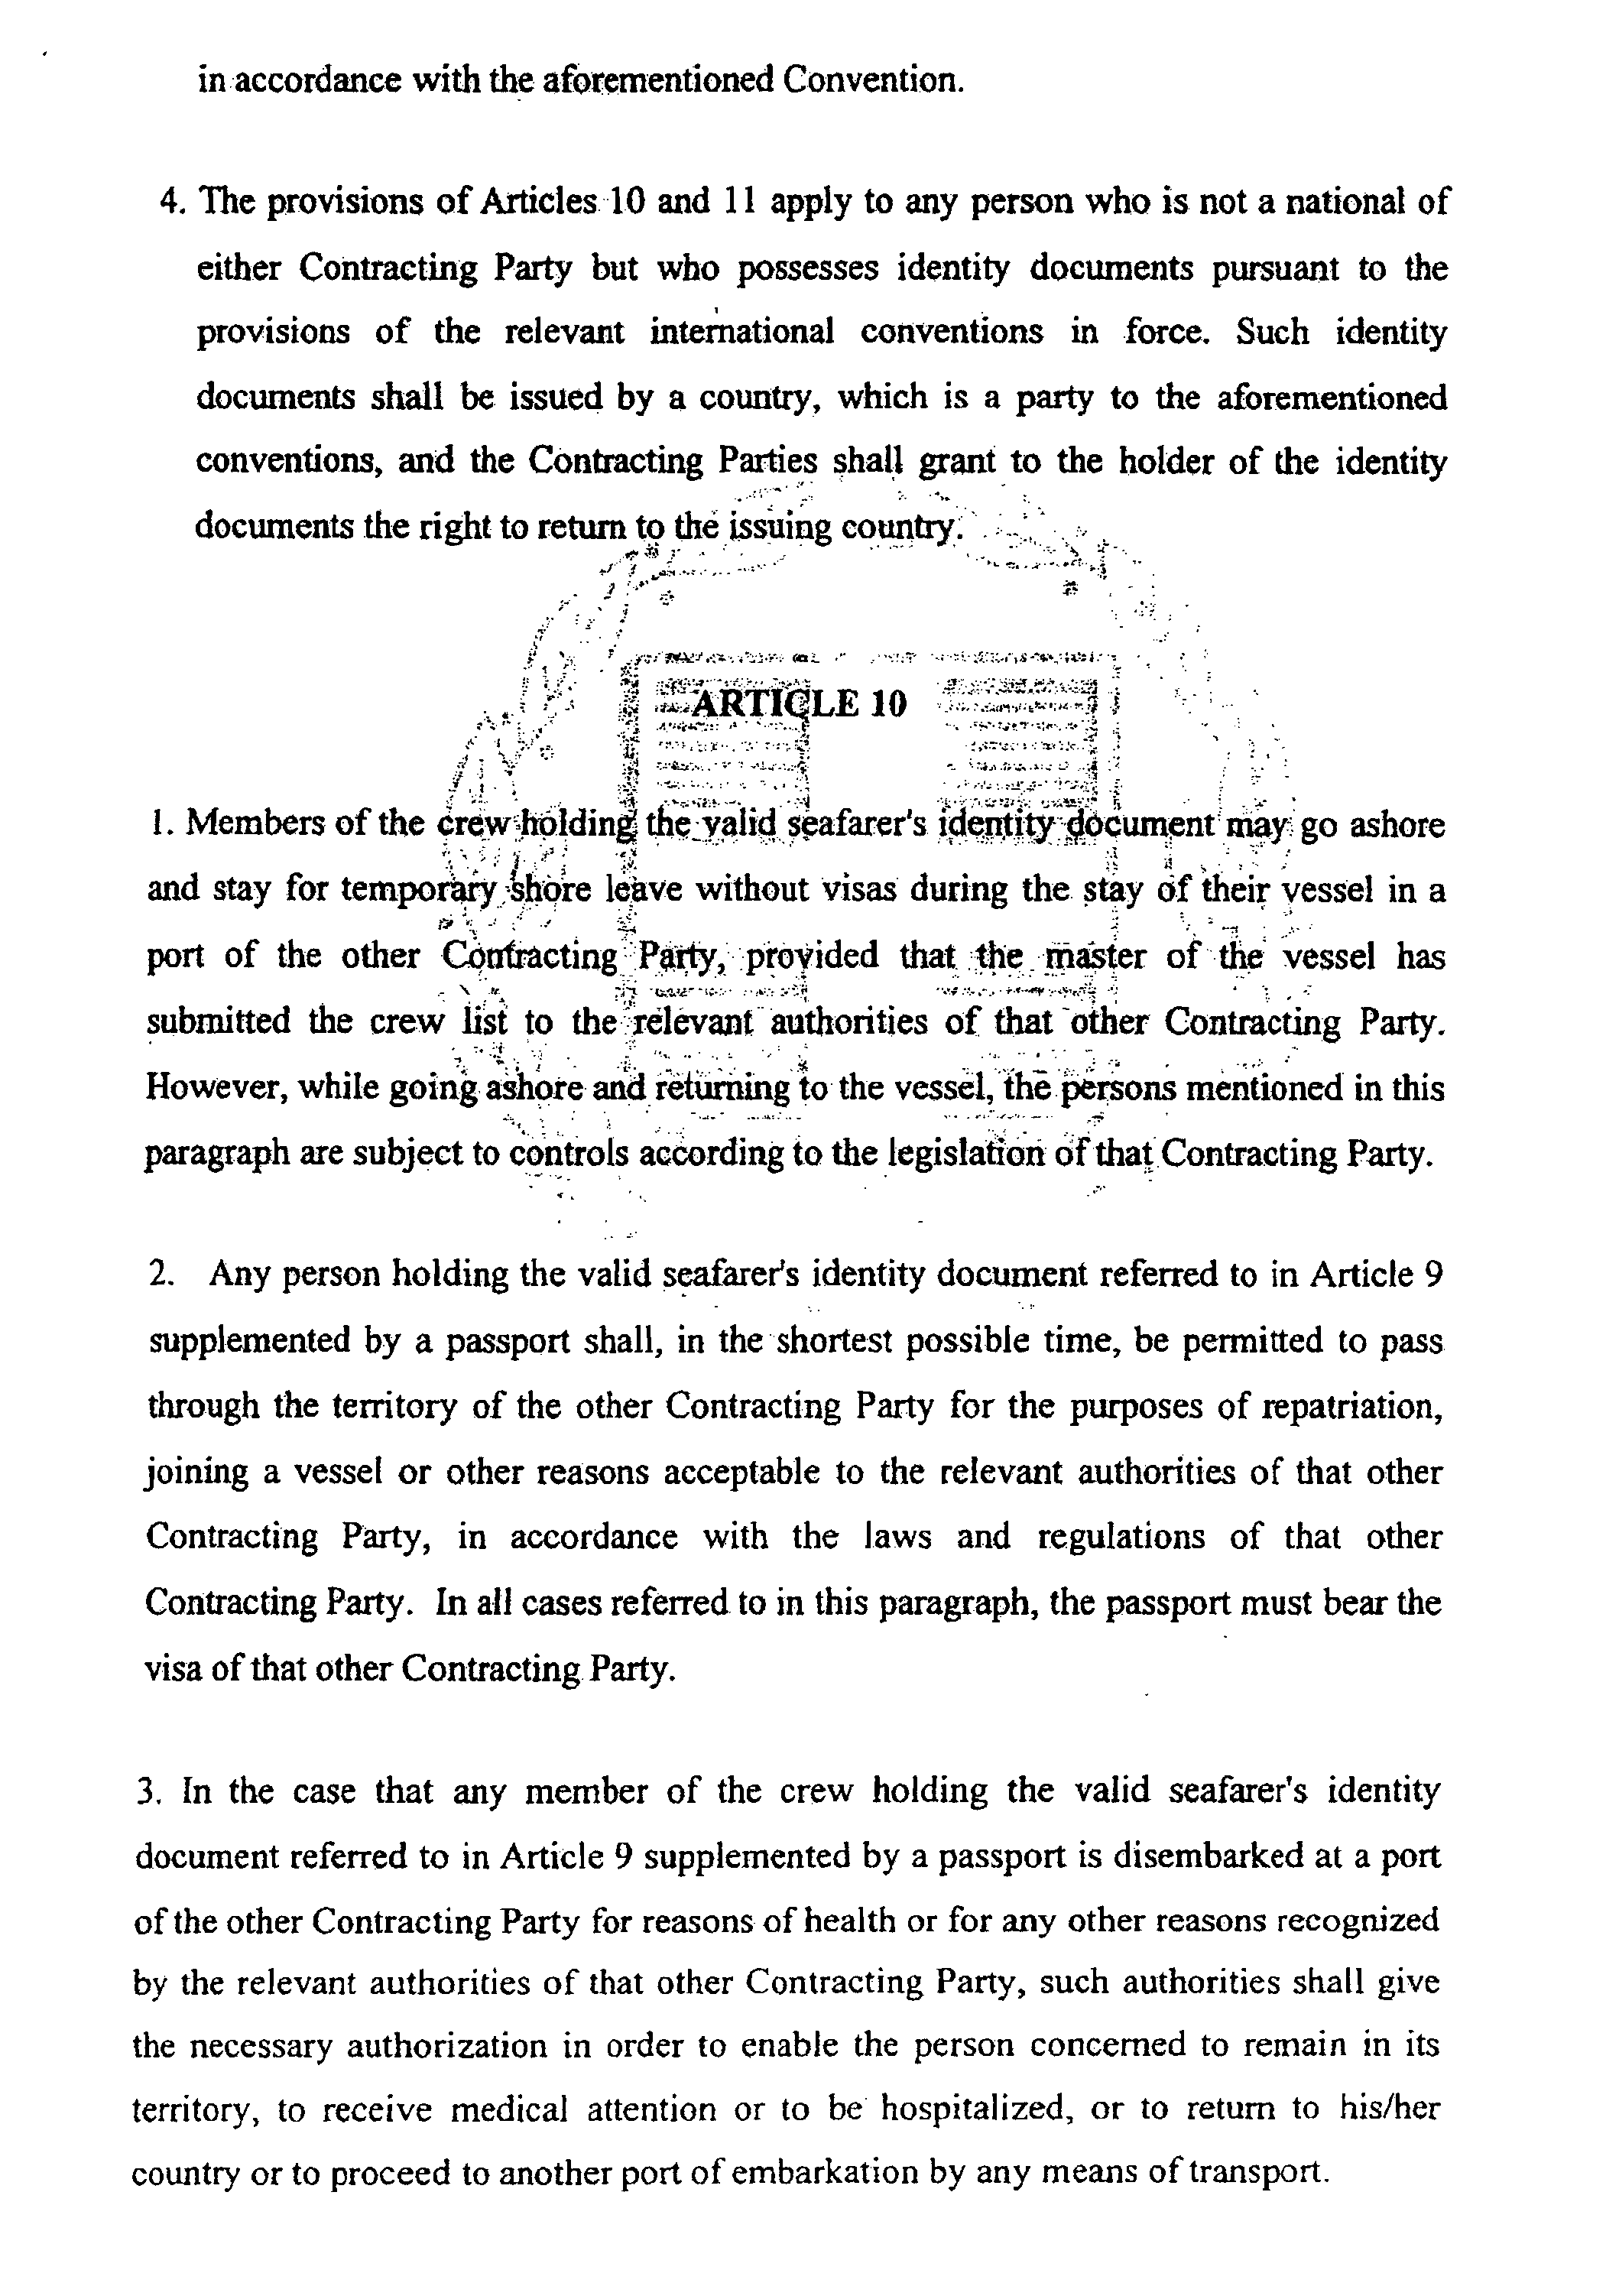 in accordance with the aforementioned Convention.
4. The provisions of Articles 10 and 11 apply to any person who is not a national of
either Contracting Party but who possesses identity documents pursuant to the
provisions of the relevant international conventions in force. Such identity
documents shall be issued by a country, which is a party to the aforementioned
conventions, and the Contracting Parties shall grant to the holder of the identity
documents the right to return to the issuing country.
ARTICLE 10
1. Members of the crew holding the valid seafarer's identity document may go ashore
and stay for temporary shore leave without visas during the stay of their vessel in a
port of the other Contracting Party, provided that the master of the vessel has
submitted the crew list to the relevant authorities of that other Contracting Party.
However, while going ashore and returning to the vessel, the persons mentioned in this
paragraph are subject to controls according to the legislation of that Contracting Party.
2. Any person holding the valid seafarer's identity document referred to in Article 9
supplemented by a passport shall, in the shortest possible time, be permitted to pass
through the territory of the other Contracting Party for the purposes of repatriation,
joining a vessel or other reasons acceptable to the relevant authorities of that other
Contracting Party, in accordance with the laws and regulations of that other
Contracting Party. In all cases referred to in this paragraph, the passport must bear the
visa of that other Contracting Party.
3. In the case that any member of the crew holding the valid seafarer's identity
document referred to in Article 9 supplemented by a passport is disembarked at a port
of the other Contracting Party for reasons of health or for any other reasons recognized
by the relevant authorities of that other Contracting Party, such authorities shall give
the necessary authorization in order to enable the person concerned to remain in its
territory, to receive medical attention or to be hospitalized, or to return to his/her
country or to proceed to another port of embarkation by any means of transport.